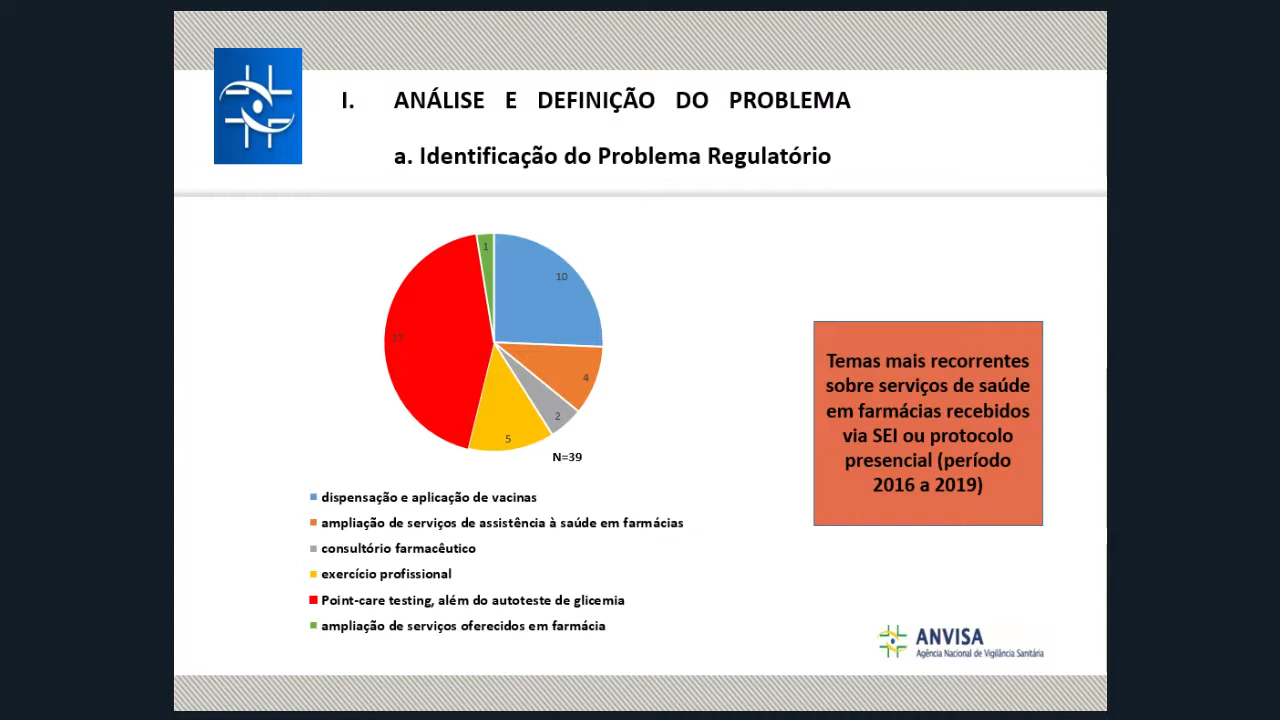 I. ANÁLISE E DEFINIÇÃO DO PROBLEMA
a. Identificação do Problema Regulatório
1
10
17
4
2
5
N=39
dispensação e aplicação de vacinas
ampliação de serviços de assistência à saúde em farmácias
consultório farmacêutico
exercício profissional
Point-care testing, além do autoteste de glicemia
ampliação de serviços oferecidos em farmácia
Temas mais recorrentes
sobre serviços de saúde
em farmácias recebidos
via SEI ou protocolo
presencial (período
2016 a 2019)
ANVISA
Agência Nacional de Vigilância Sanitária